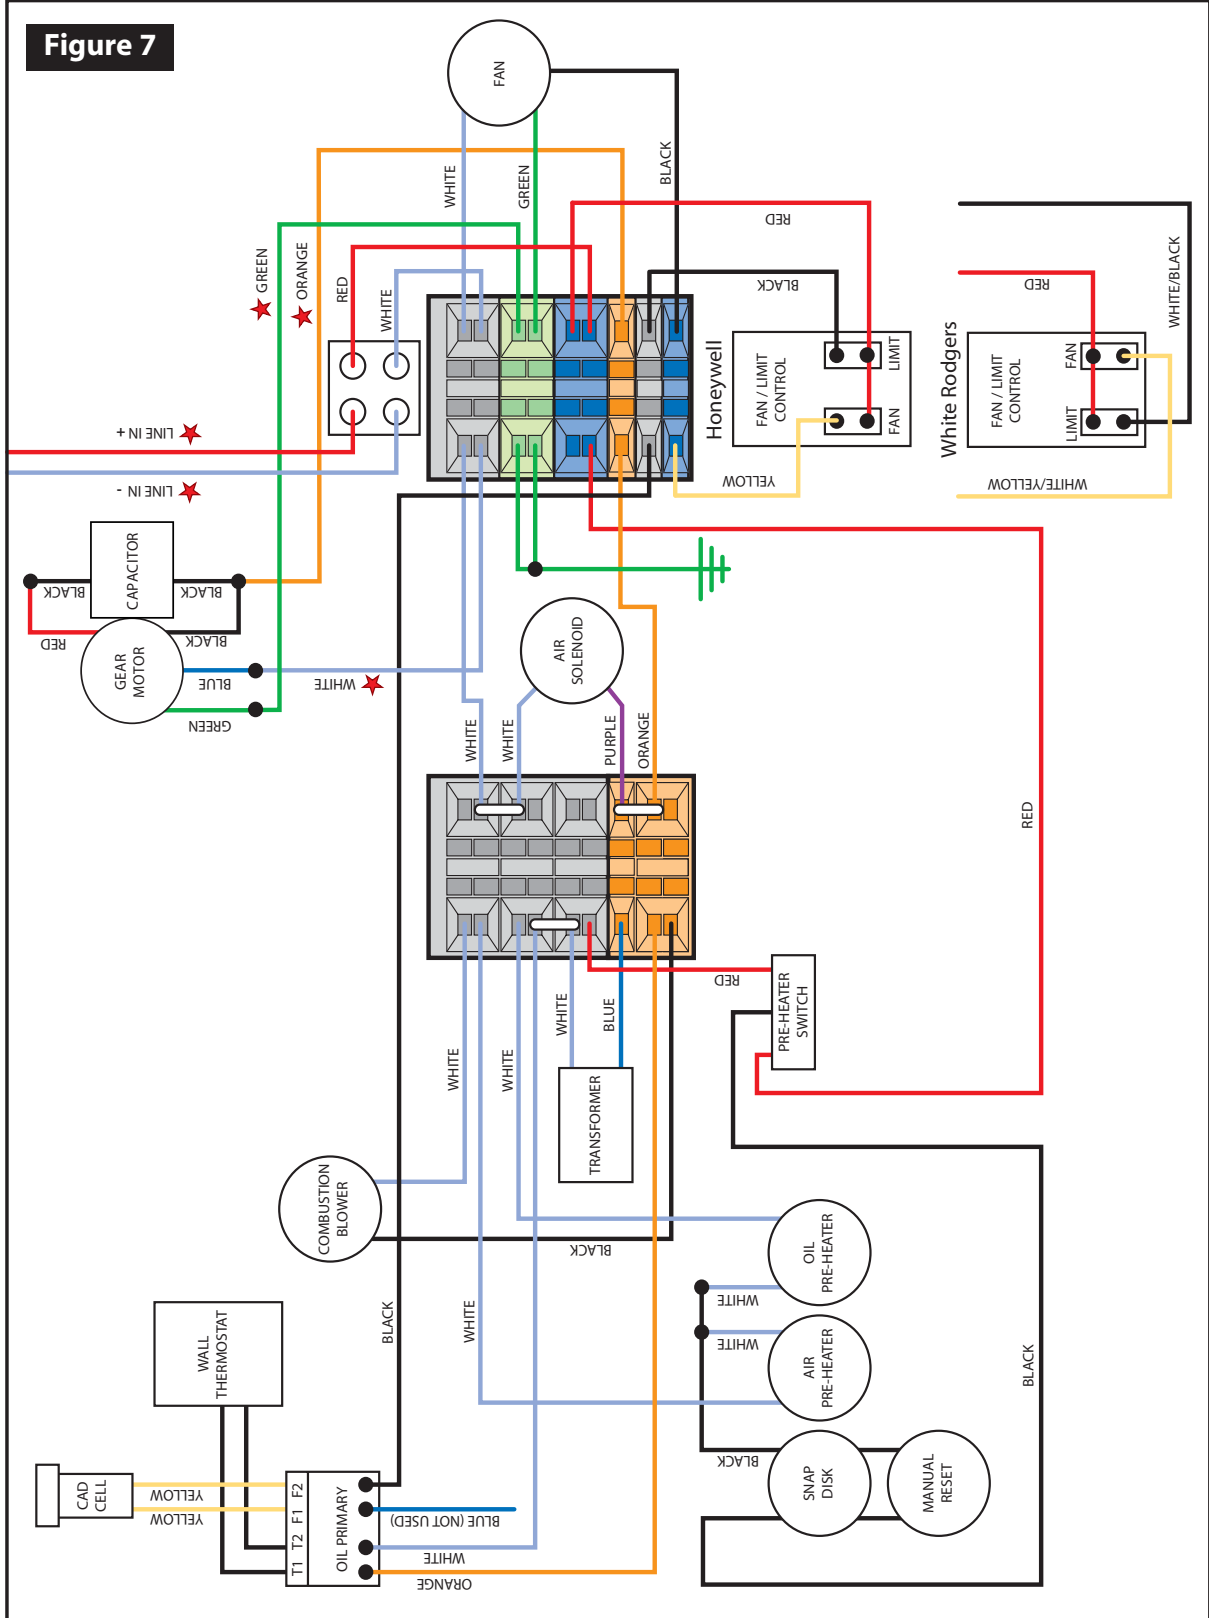 Figure 7
FAN
WHITE
GREEN
BLACK
GREEN
ORANGE
RED
WHITE
RED
BLACK
RED
WHITE/BLACK
LINE IN +
LINE IN -
Honeywell
FAN / LIMIT
CONTROL
LIMIT
FAN
White Rodgers
FAN / LIMIT
CONTROL
FAN
LIMIT
YELLOW
WHITE/YELLOW
CAPACITOR
BLACK
BLACK
RED
BLACK
GEAR
MOTOR
BLUE
WHITE
GREEN
AIR
SOLENOID
WHITE
WHITE
PURPLE
ORANGE
RED
RED
PRE-HEATER
SWITCH
WHITE
WHITE
WHITE
BLUE
TRANSFORMER
COMBUSTION
BLOWER
BLACK
OIL
PRE-HEATER
WHITE
WHITE
AIR
PRE-HEATER
WALL
THERMOSTAT
BLACK
WHITE
BLACK
BLACK
SNAP
DISK
MANUAL
RESET
CAD
CELL
YELLOW
YELLOW
T1 T2 F1 F2
OIL PRIMARY
BLUE (NOT USED)
WHITE
ORANGE